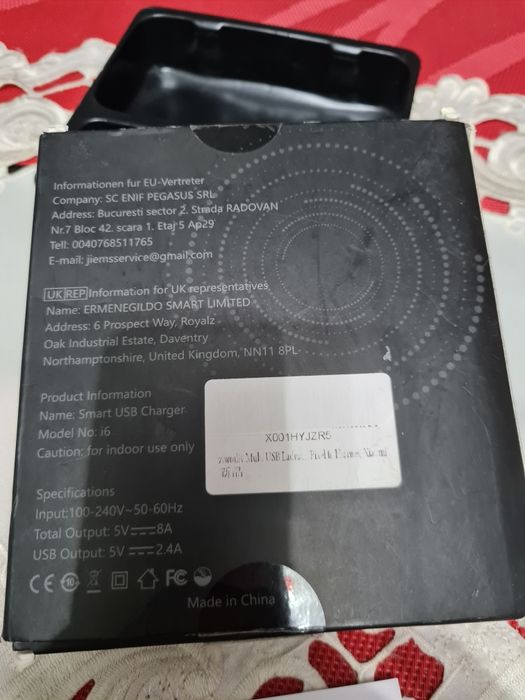 Informationen fur EU-Vertreter
Company: SC ENIF PEGASUS SRL
Address: Bucuresti sector 2. Strada RADOVAN
Nr.7 Bloc 42. scara 1. Etaj 5 Ap29
Tell: 0040768511765
E-mail: jiemsservice@gmail.com
UK REP Information for UK representatives
Name: ERMENEGILDO SMART LIMITED
Address: 6 Prospect Way, Royalz
Oak Industrial Estate, Daventry
Northamptonshire, United Kingdom, NN11 8PL
Product Information
Name: Smart USB Charger
Model No: i6
Caution: for indoor use only
X001HYJZR5
USB
Specifications
Input:100-240V~50-60Hz
Total Output: 5V⎓8A
USB Output: 5V⎓2.4A
CE 10 FC
Made in China